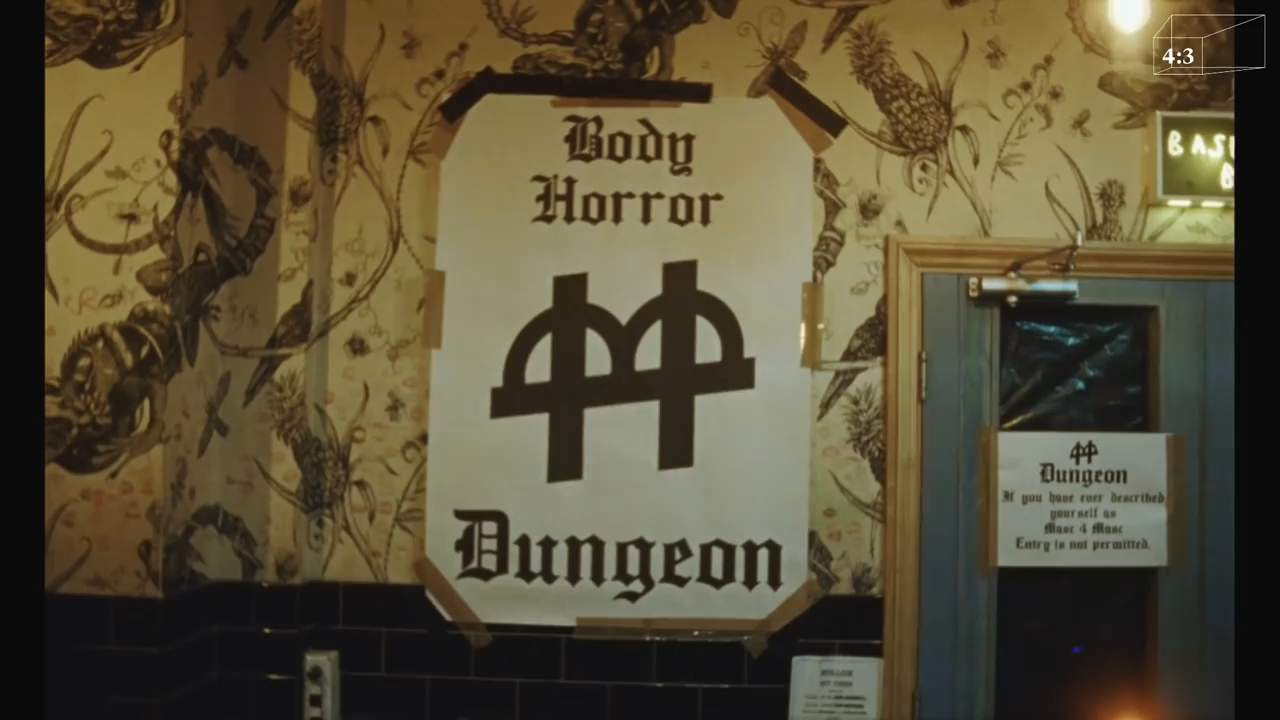 4:3
Body
Horror
Dungeon
Dungeon
If you have ever described
yourself as
Masc 4 Masc
Entry is not permitted.